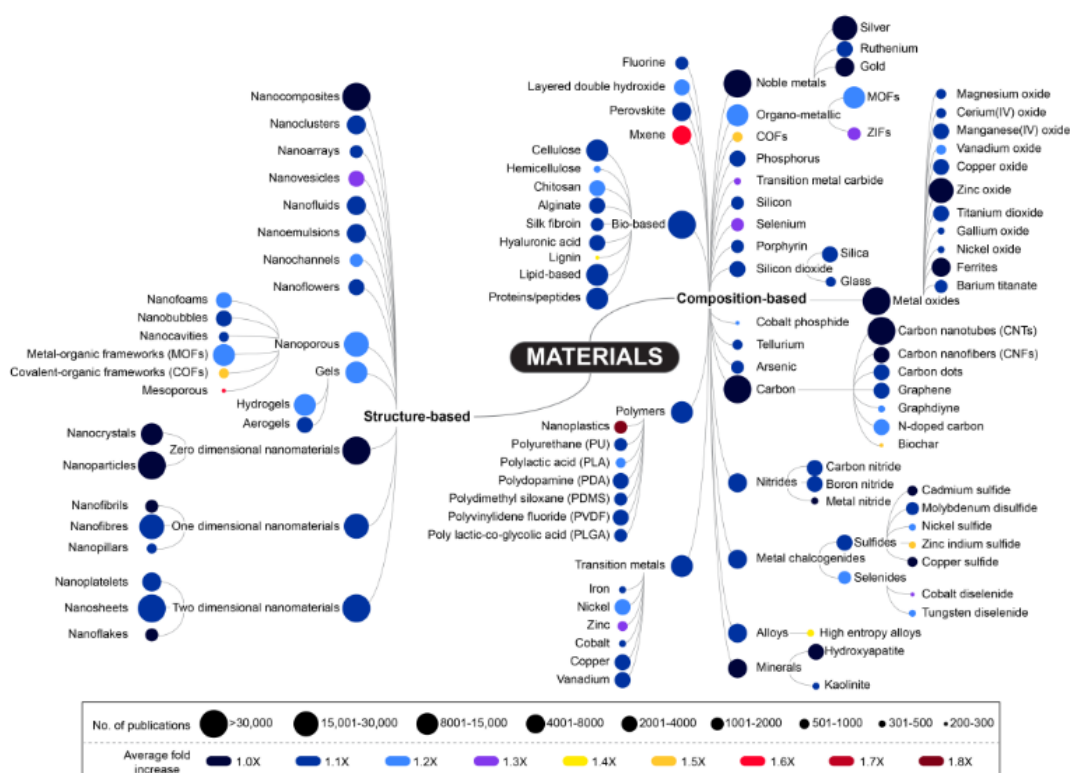 MATERIALS
Structure-based
Nanocomposites
Nanoclusters
Nanoarrays
Nanovesicles
Nanofluids
Nanoemulsions
Nanochannels
Nanoflowers
Nanoporous
Nanofoams
Nanobubbles
Nanocavities
Metal-organic frameworks (MOFs)
Covalent-organic frameworks (COFs)
Mesoporous
Gels
Hydrogels
Aerogels
Zero dimensional nanomaterials
Nanocrystals
Nanoparticles
One dimensional nanomaterials
Nanofibrils
Nanofibres
Nanopillars
Two dimensional nanomaterials
Nanoplatelets
Nanosheets
Nanoflakes
Composition-based
Fluorine
Layered double hydroxide
Perovskite
Mxene
Bio-based
Cellulose
Hemicellulose
Chitosan
Alginate
Silk fibroin
Hyaluronic acid
Lignin
Lipid-based
Proteins/peptides
Polymers
Nanoplastics
Polyurethane (PU)
Polylactic acid (PLA)
Polydopamine (PDA)
Polydimethyl siloxane (PDMS)
Polyvinylidene fluoride (PVDF)
Poly lactic-co-glycolic acid (PLGA)
Transition metals
Iron
Nickel
Zinc
Cobalt
Copper
Vanadium
Noble metals
Silver
Ruthenium
Gold
Organo-metallic
MOFs
ZIFs
COFs
Phosphorus
Transition metal carbide
Silicon
Selenium
Porphyrin
Silicon dioxide
Silica
Glass
Metal oxides
Magnesium oxide
Cerium(IV) oxide
Manganese(IV) oxide
Vanadium oxide
Copper oxide
Zinc oxide
Titanium dioxide
Gallium oxide
Nickel oxide
Ferrites
Barium titanate
Cobalt phosphide
Tellurium
Arsenic
Carbon
Carbon nanotubes (CNTs)
Carbon nanofibers (CNFs)
Carbon dots
Graphene
Graphdiyne
N-doped carbon
Biochar
Nitrides
Carbon nitride
Boron nitride
Metal nitride
Metal chalcogenides
Sulfides
Cadmium sulfide
Molybdenum disulfide
Nickel sulfide
Zinc indium sulfide
Copper sulfide
Selenides
Cobalt diselenide
Tungsten diselenide
Alloys
High entropy alloys
Minerals
Hydroxyapatite
Kaolinite
No. of publications >30,000 15,001-30,000 8001-15,000 4001-8000 2001-4000 1001-2000 501-1000 301-500 200-300
Average fold
increase
1.0X 1.1X 1.2X 1.3X 1.4X 1.5X 1.6X 1.7X 1.8X